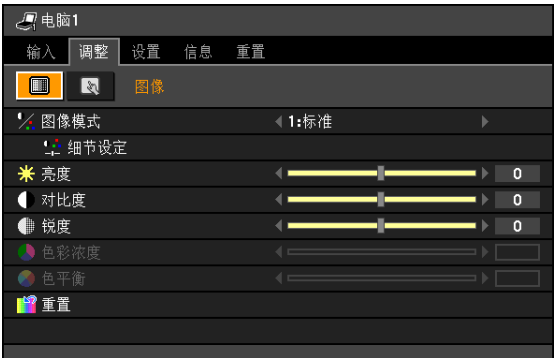 电脑1
输入 调整 设置 信息 重置
图像
图像模式 1:标准
细节设定
亮度 0
对比度 0
锐度 0
色彩浓度
色平衡
重置